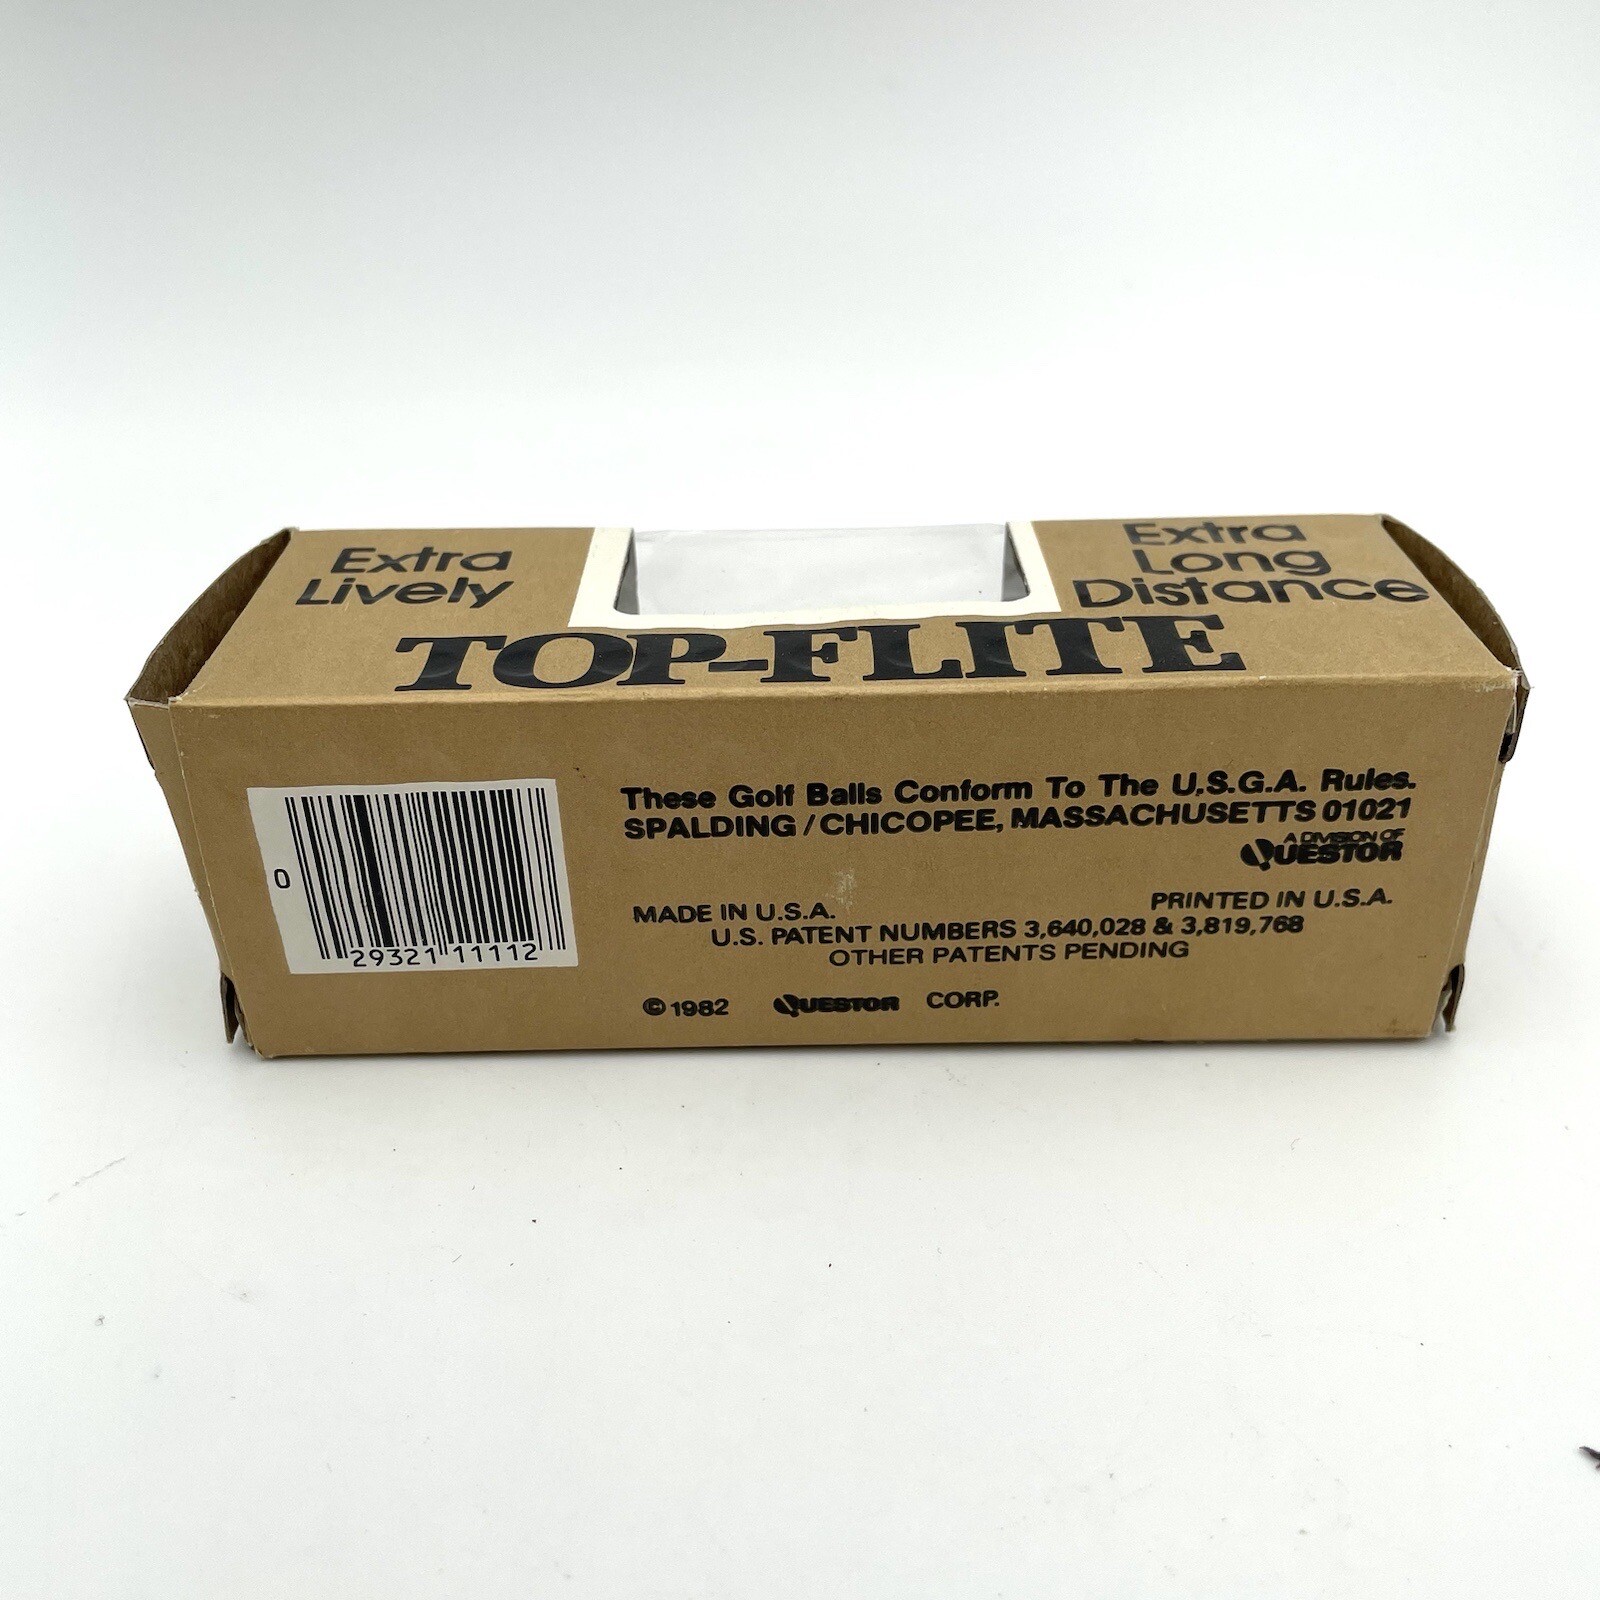 Extra
Lively
Extra
Long
Distance
TOP-FLITE
0
29321 11112
These Golf Balls Conform To The U.S.G.A. Rules.
SPALDING / CHICOPEE, MASSACHUSETTS 01021
A DIVISION OF
QUESTOR
MADE IN U.S.A. PRINTED IN U.S.A.
U.S. PATENT NUMBERS 3,640,028 & 3,819,768
OTHER PATENTS PENDING
© 1982 QUESTOR CORP.